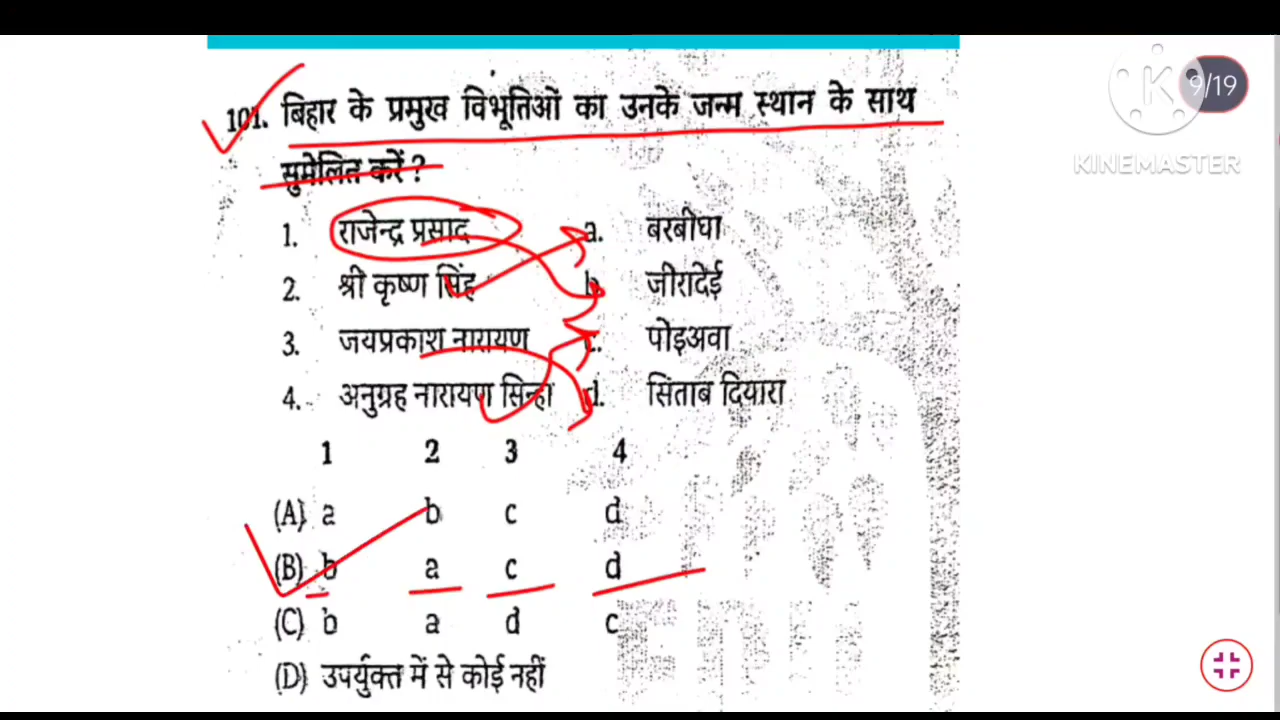 9/19
KINEMASTER
101. बिहार के प्रमुख विभूतिओं का उनके जन्म स्थान के साथ
सुमेलित करें ?
1. राजेन्द्र प्रसाद a. बरबीघा
2. श्री कृष्ण सिंह b. जीरादेई
3. जयप्रकाश नारायण c. पोइअवा
4. अनुग्रह नारायण सिन्हा d. सिताब दियारा
1 2 3 4
(A) a b c d
(B) b a c d
(C) b a d c
(D) उपर्युक्त में से कोई नहीं